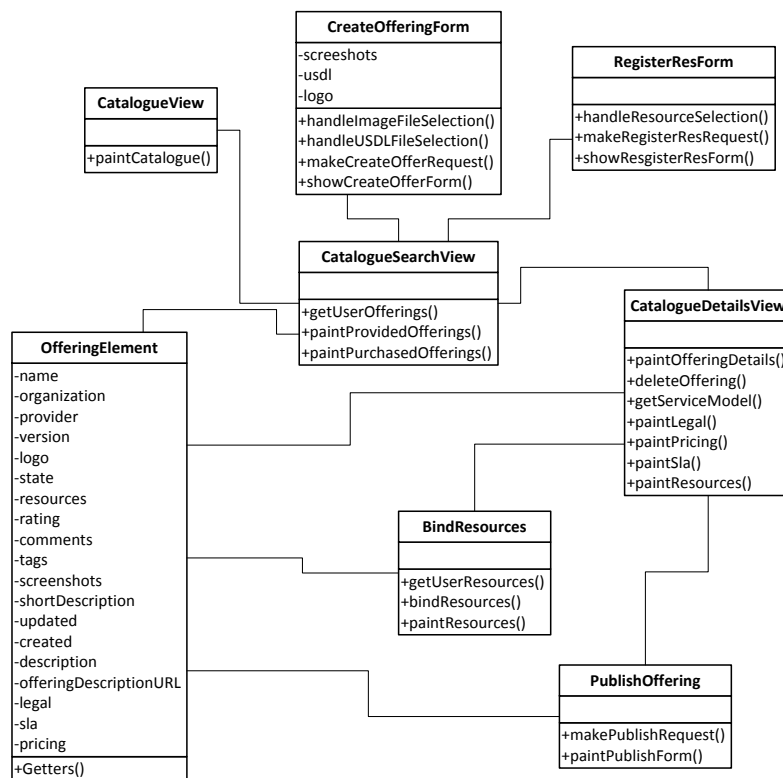 CreateOfferingForm
-screeshots
-usdl
-logo
+handleImageFileSelection()
+handleUSDLFileSelection()
+makeCreateOfferRequest()
+showCreateOfferForm()
RegisterResForm
+handleResourceSelection()
+makeRegisterResRequest()
+showResgisterResForm()
CatalogueView
+paintCatalogue()
CatalogueSearchView
+getUserOfferings()
+paintProvidedOfferings()
+paintPurchasedOfferings()
CatalogueDetailsView
+paintOfferingDetails()
+deleteOffering()
+getServiceModel()
+paintLegal()
+paintPricing()
+paintSla()
+paintResources()
OfferingElement
-name
-organization
-provider
-version
-logo
-state
-resources
-rating
-comments
-tags
-screenshots
-shortDescription
-updated
-created
-description
-offeringDescriptionURL
-legal
-sla
-pricing
+Getters()
BindResources
+getUserResources()
+bindResources()
+paintResources()
PublishOffering
+makePublishRequest()
+paintPublishForm()